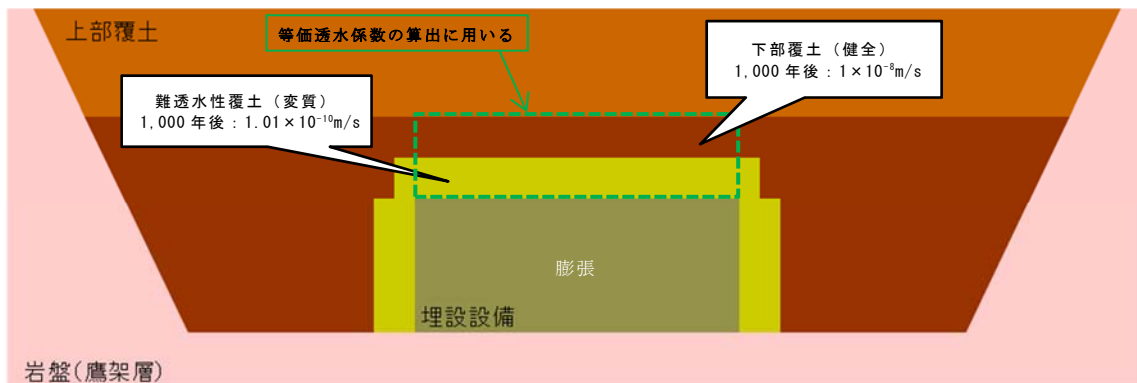 上部覆土
等価透水係数の算出に用いる
下部覆土（健全）
1,000 年後：1×10⁻⁸m/s
難透水性覆土（変質）
1,000 年後：1.01×10⁻¹⁰m/s
膨張
埋設設備
岩盤(鷹架層)